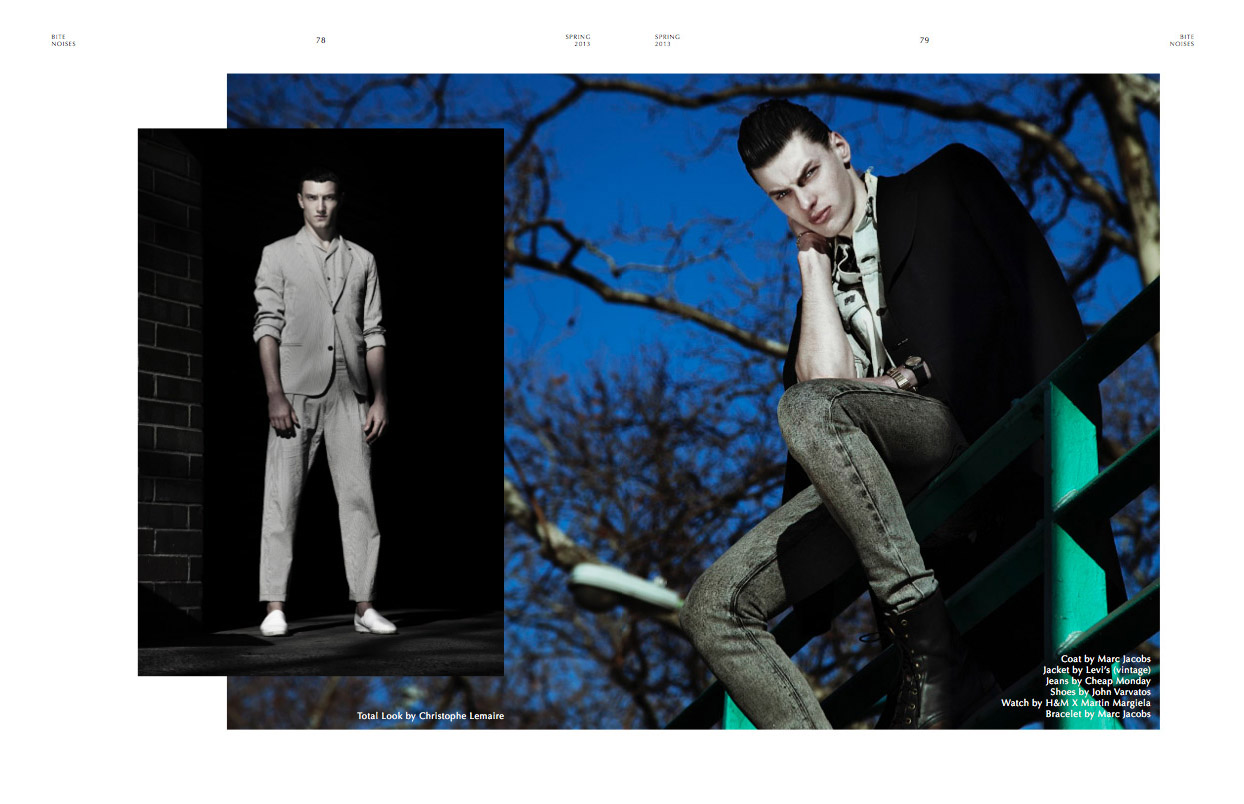 BITE
NOISES
78
SPRING
2013
SPRING
2013
79
BITE
NOISES
Total Look by Christophe Lemaire
Coat by Marc Jacobs
Jacket by Levi's (vintage)
Jeans by Cheap Monday
Shoes by John Varvatos
Watch by H&M X Martin Margiela
Bracelet by Marc Jacobs